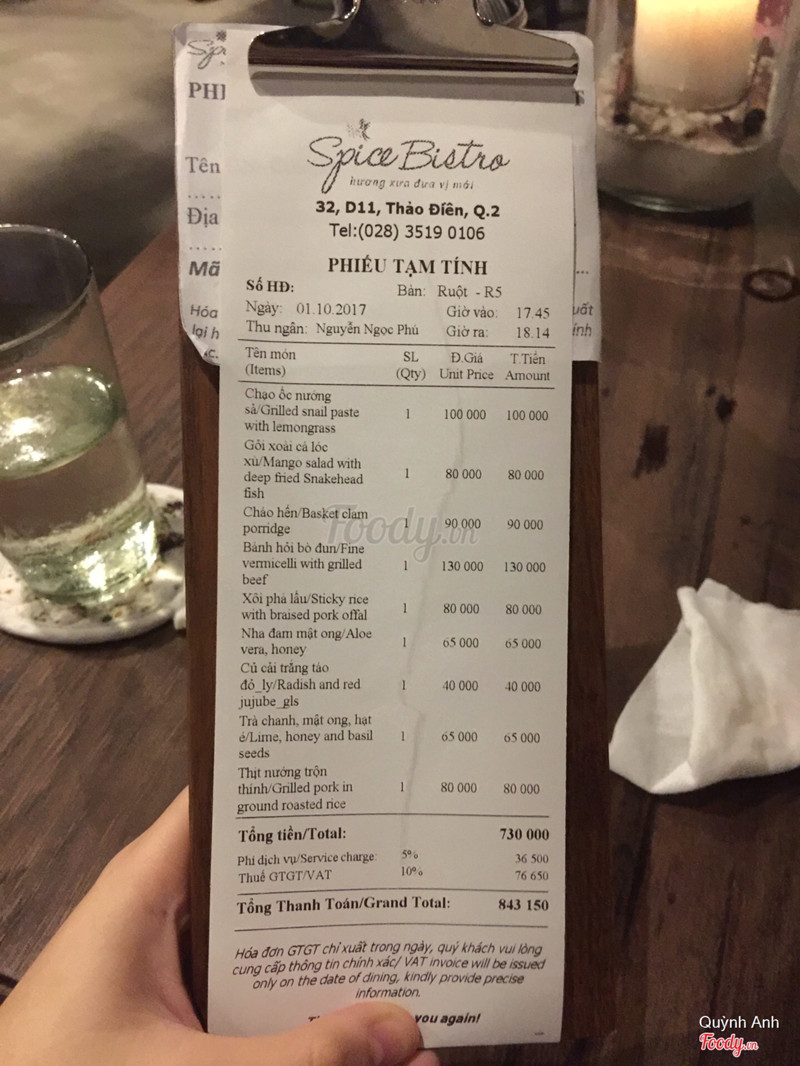 Spice Bistro
hương xưa đưa vị mới
32, D11, Thảo Điền, Q.2
Tel:(028) 3519 0106
PHIẾU TẠM TÍNH
Số HĐ:
Bàn: Ruột - R5
Ngày: 01.10.2017 Giờ vào: 17.45
Thu ngân: Nguyễn Ngọc Phú Giờ ra: 18.14
Tên món SL Đ.Giá T.Tiền
(Items) (Qty) Unit Price Amount
Chạo ốc nướng
sả/Grilled snail paste 1 100 000 100 000
with lemongrass
Gỏi xoài cá lóc
xù/Mango salad with
deep fried Snakehead 1 80 000 80 000
fish
Cháo hến/Basket clam
porridge 1 90 000 90 000
Bánh hỏi bò đun/Fine
vermicelli with grilled 1 130 000 130 000
beef
Xôi phá lấu/Sticky rice
with braised pork offal 1 80 000 80 000
Nha đam mật ong/Aloe
vera, honey 1 65 000 65 000
Củ cải trắng táo
đỏ_ly/Radish and red 1 40 000 40 000
jujube_gls
Trà chanh, mật ong, hạt
é/Lime, honey and basil 1 65 000 65 000
seeds
Thịt nướng trộn
thính/Grilled pork in 1 80 000 80 000
ground roasted rice
Tổng tiền/Total: 730 000
Phí dịch vụ/Service charge: 5% 36 500
Thuế GTGT/VAT 10% 76 650
Tổng Thanh Toán/Grand Total: 843 150
Hóa đơn GTGT chỉ xuất trong ngày, quý khách vui lòng
cung cấp thông tin chính xác/ VAT invoice will be issued
only on the date of dining, kindly provide precise
information.
you again!
PHI
Tên
Địa
Mã
Hóa
lại h
Foody.vn
Quỳnh Anh
Foody.vn